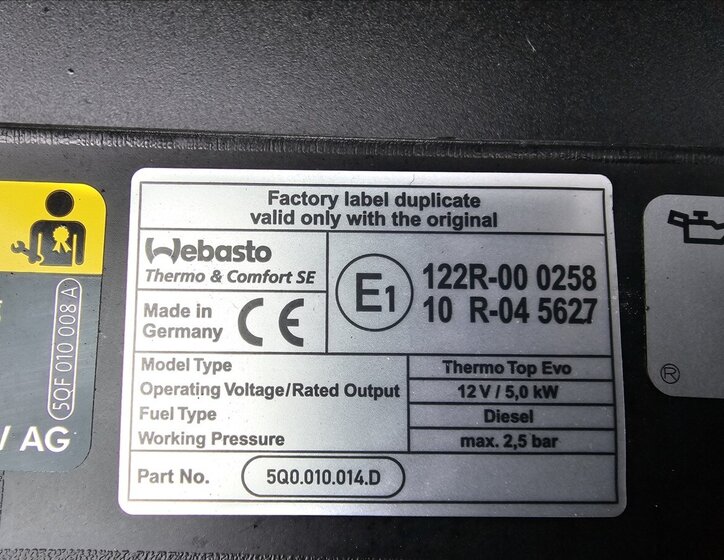 Factory label duplicate
valid only with the original
Webasto
Thermo & Comfort SE
Made in
Germany
CE
E1
122R-00 0258
10 R-04 5627
Model Type Thermo Top Evo
Operating Voltage/Rated Output 12 V / 5,0 kW
Fuel Type Diesel
Working Pressure max. 2,5 bar
Part No. 5Q0.010.014.D
5QF 010 008 A
AG
®